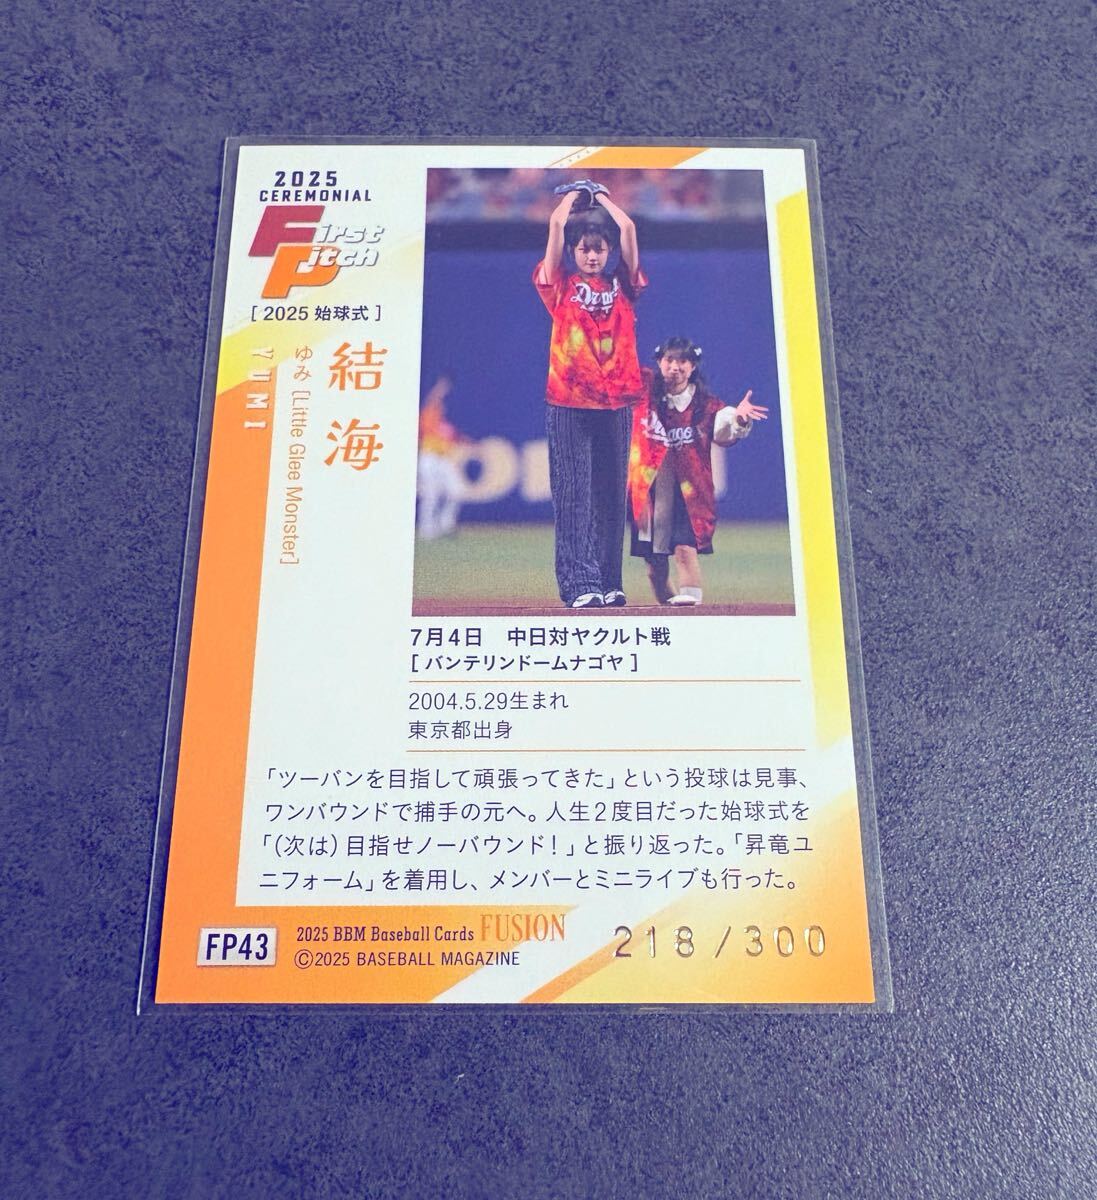 2025
CEREMONIAL
First
Pitch
[ 2025 始球式 ]
結海
ゆみ [Little Glee Monster]
YUMI
Dragons
7月4日　中日対ヤクルト戦
[ バンテリンドームナゴヤ ]
2004.5.29生まれ
東京都出身
「ツーバンを目指して頑張ってきた」という投球は見事、
ワンバウンドで捕手の元へ。人生2度目だった始球式を
「(次は) 目指せノーバウンド!」と振り返った。「昇竜ユ
ニフォーム」を着用し、メンバーとミニライブも行った。
FP43
2025 BBM Baseball Cards FUSION
©2025 BASEBALL MAGAZINE
218/300